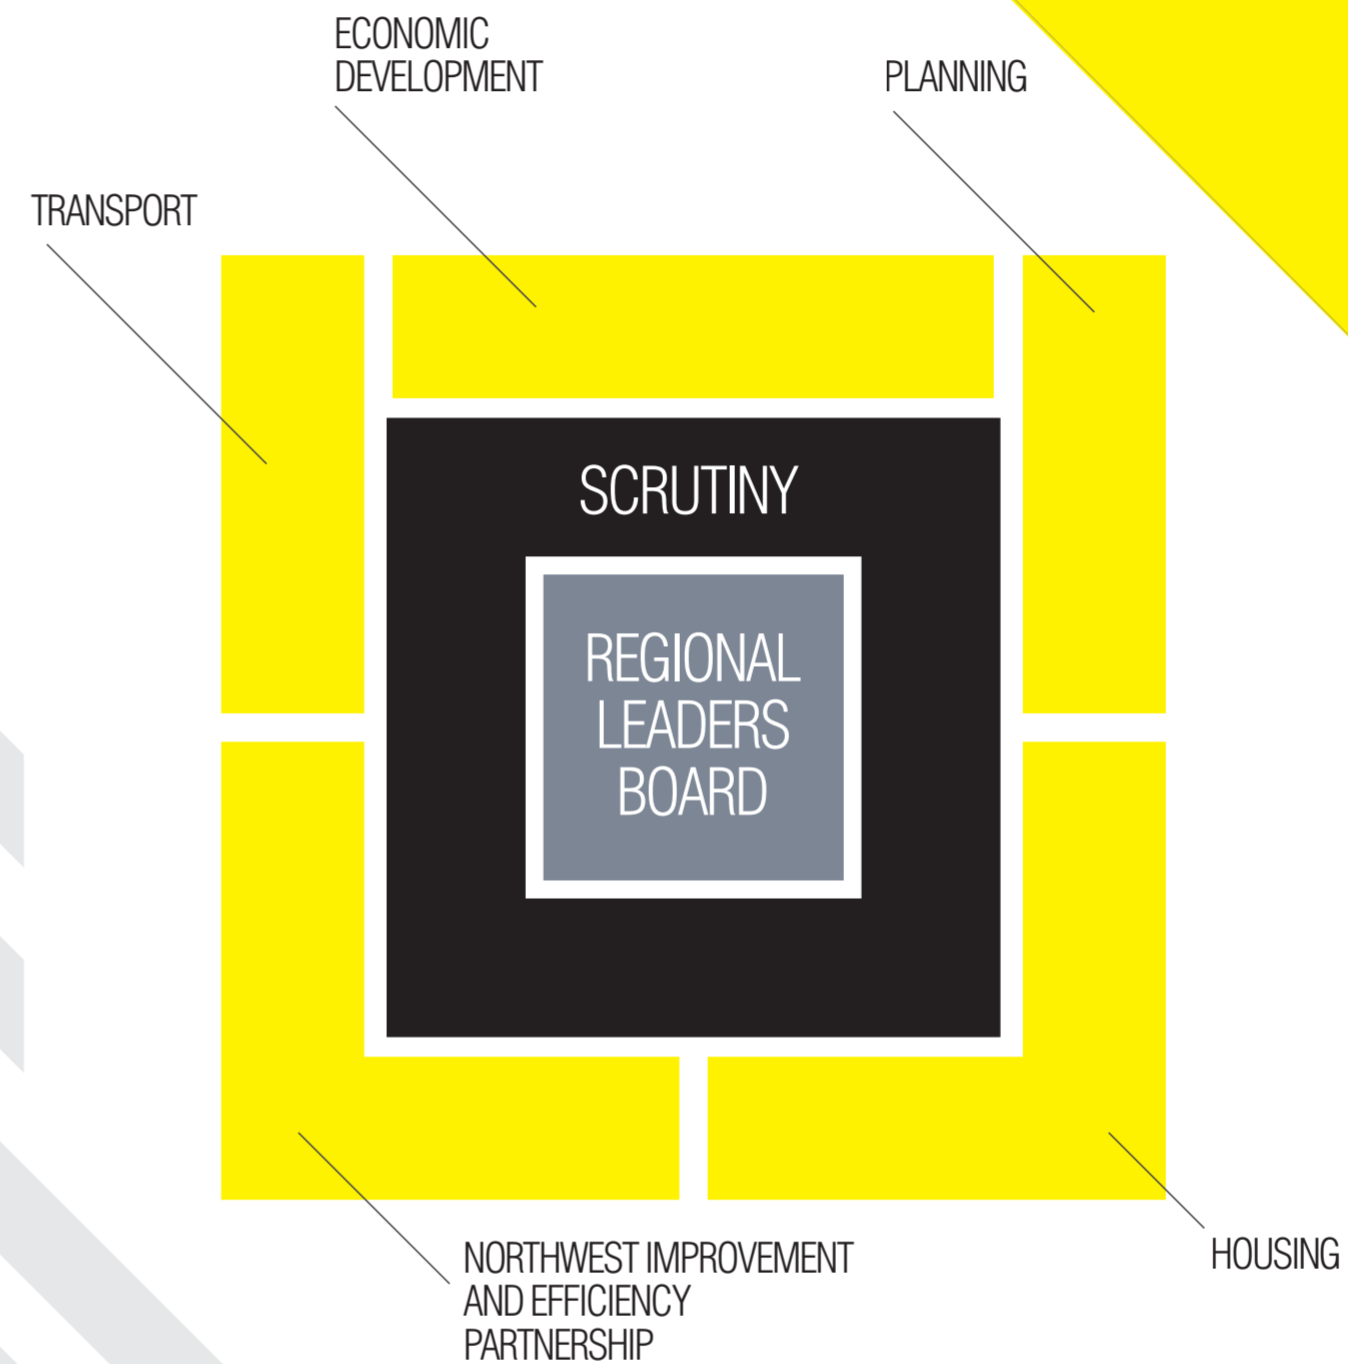 ECONOMIC
DEVELOPMENT
PLANNING
TRANSPORT
SCRUTINY
REGIONAL
LEADERS
BOARD
NORTHWEST IMPROVEMENT
AND EFFICIENCY
PARTNERSHIP
HOUSING